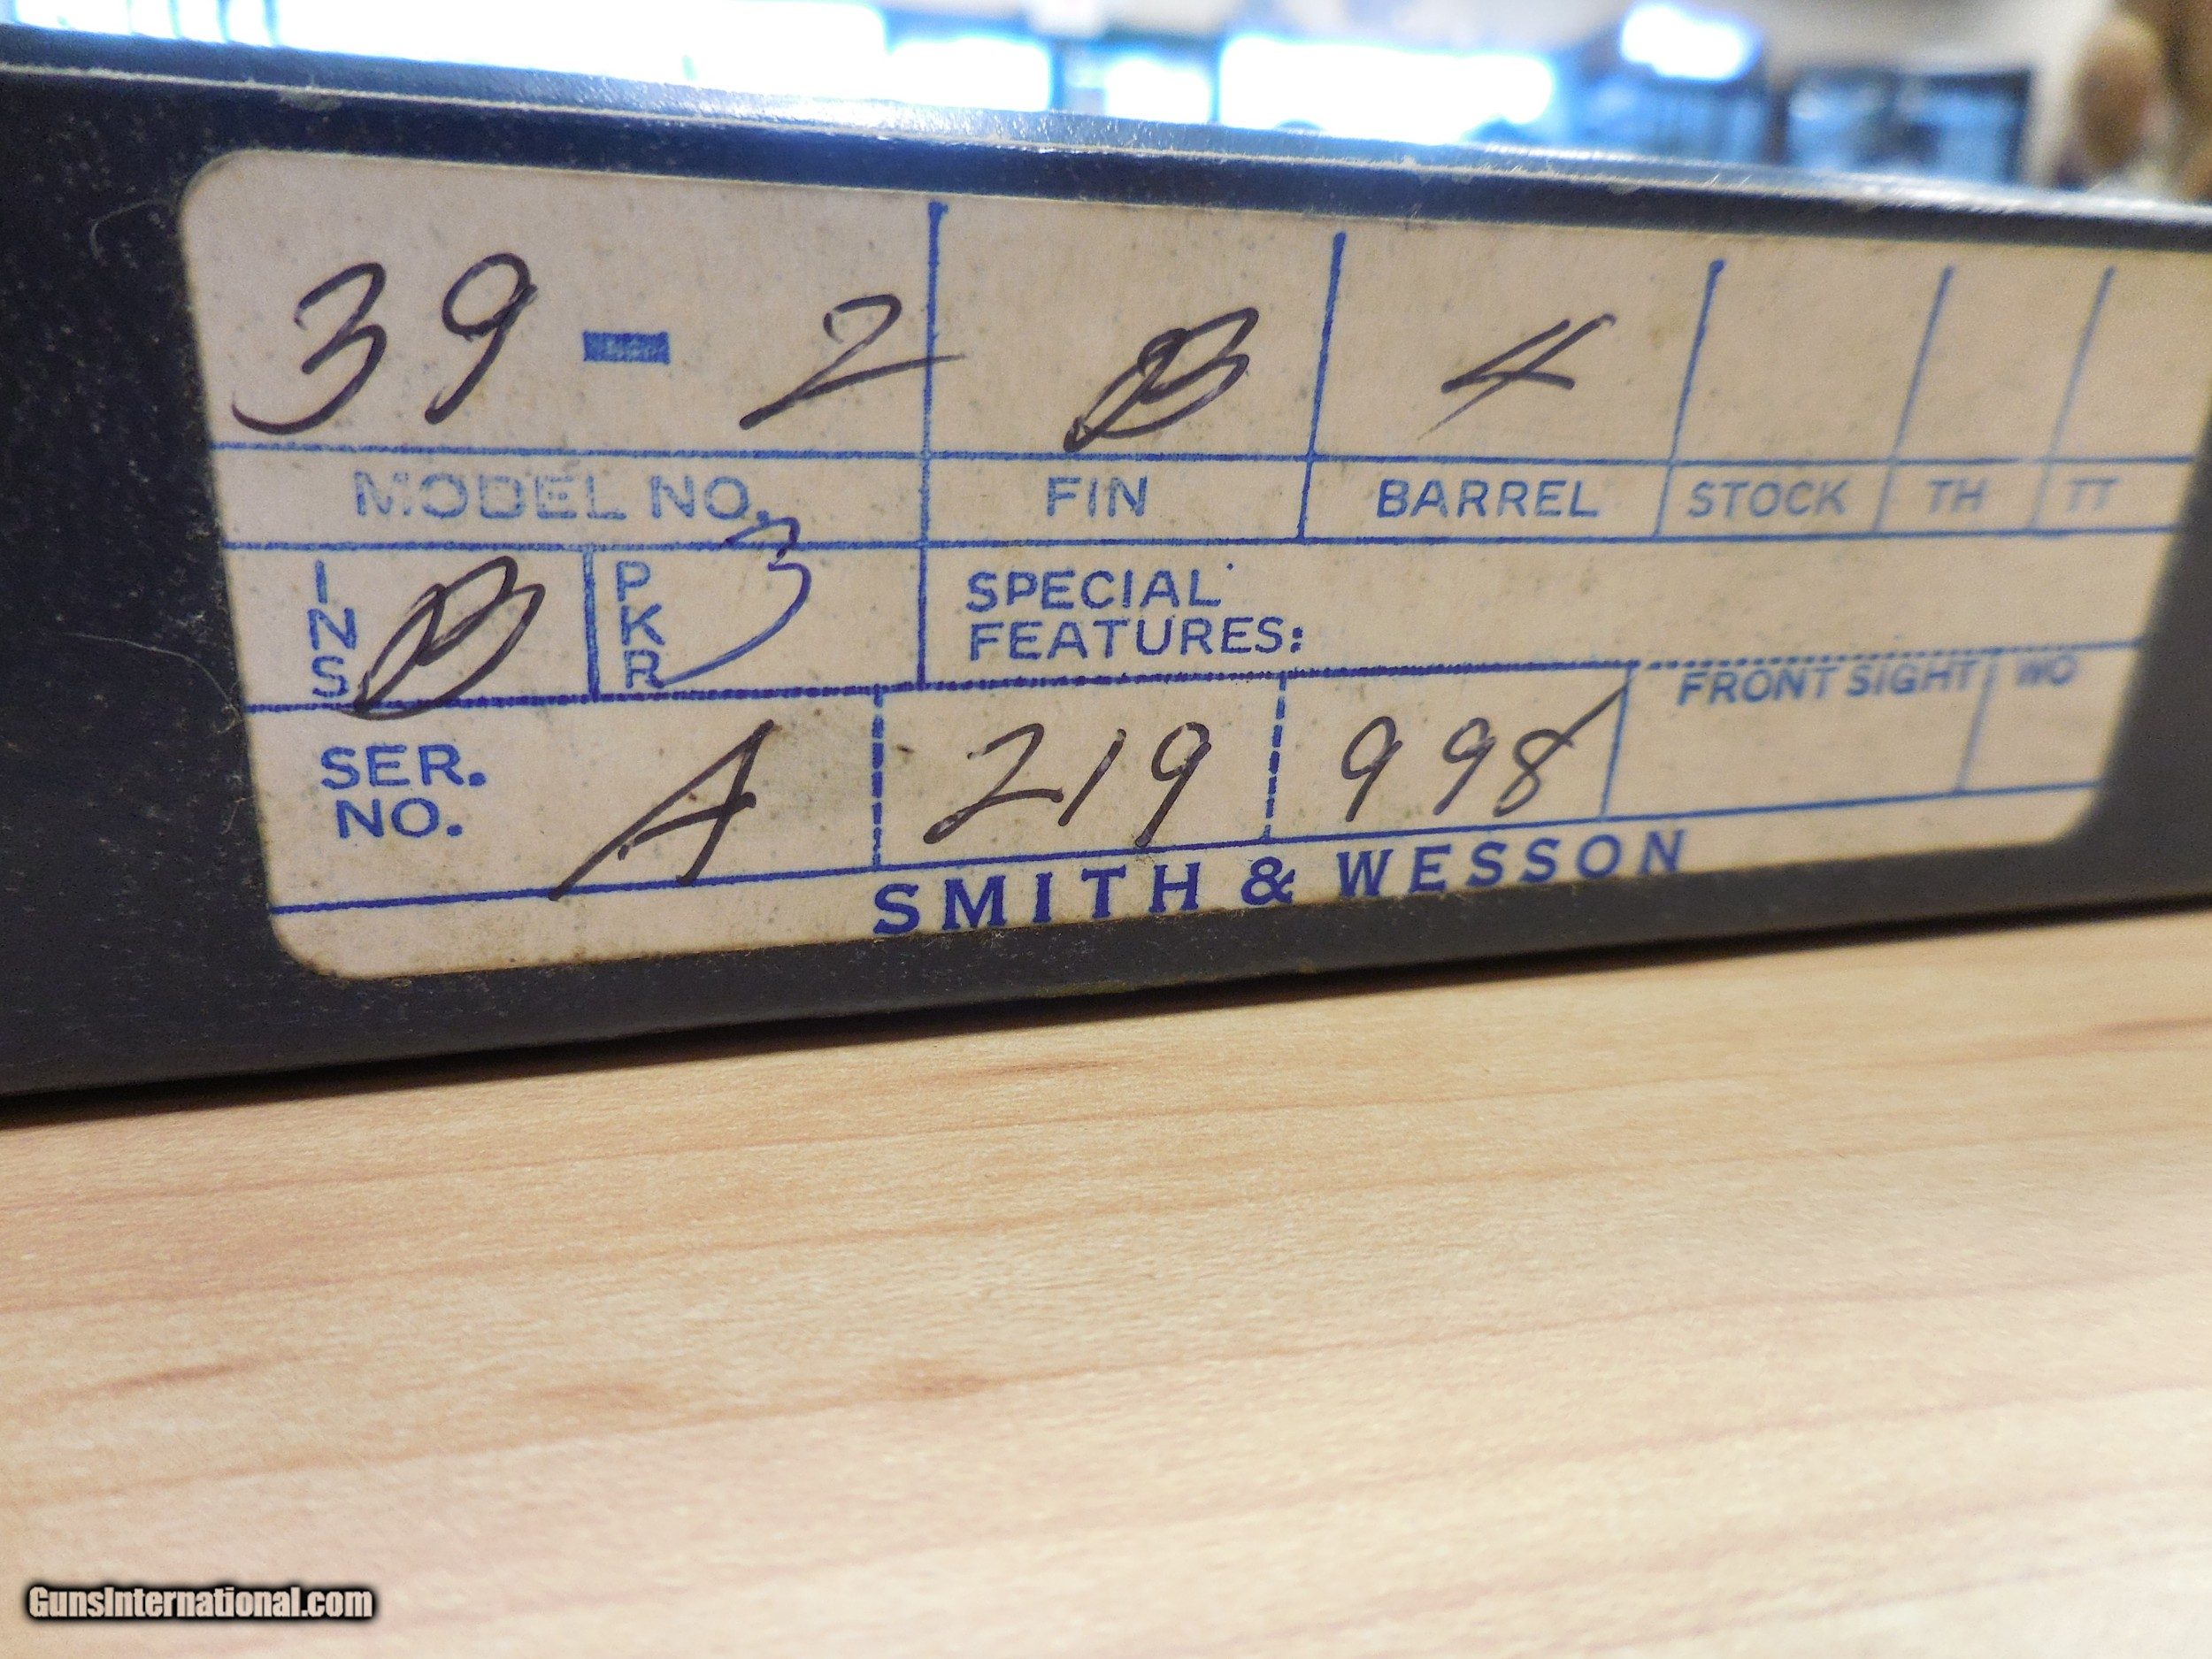 39 - 2 B 4
MODEL NO. FIN BARREL STOCK TH TT
INS B PKR 3 SPECIAL FEATURES:
FRONT SIGHT WO
SER. NO. A 219 998
SMITH & WESSON
GunsInternational.com